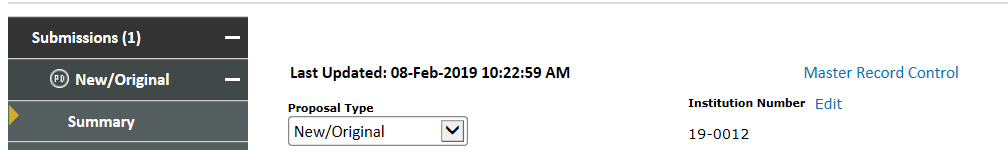 Submissions (1)
PD New/Original
Summary
Last Updated: 08-Feb-2019 10:22:59 AM
Master Record Control
Proposal Type
New/Original
Institution Number Edit
19-0012